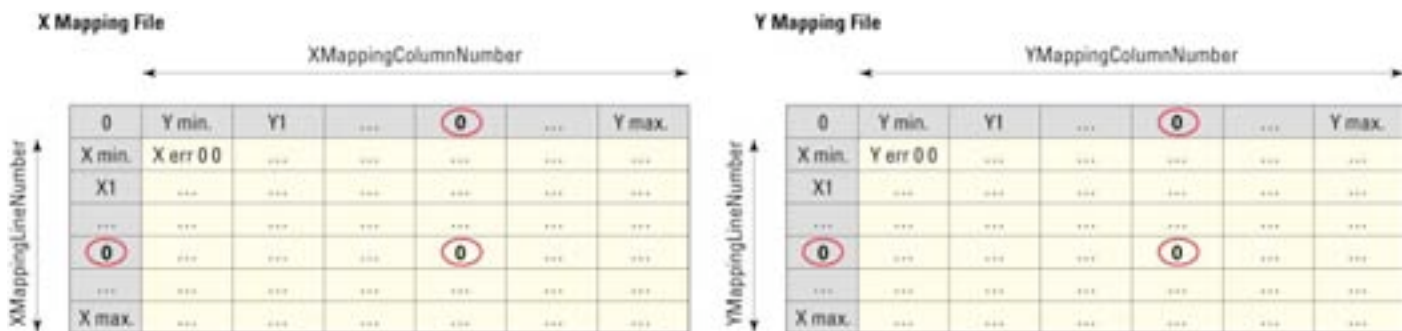 X Mapping File
XMappingColumnNumber
XMappingLineNumber
0 Y min. Y1 ... 0 ... Y max.
X min. X err 0 0 ... ... ... ... ...
X1 ... ... ... ... ... ...
... ... ... ... ... ... ...
0 ... ... ... 0 ... ...
... ... ... ... ... ... ...
X max. ... ... ... ... ... ...
Y Mapping File
YMappingColumnNumber
YMappingLineNumber
0 Y min. Y1 ... 0 ... Y max.
X min. Y err 0 0 ... ... ... ... ...
X1 ... ... ... ... ... ...
... ... ... ... ... ... ...
0 ... ... ... 0 ... ...
... ... ... ... ... ... ...
X max. ... ... ... ... ... ...